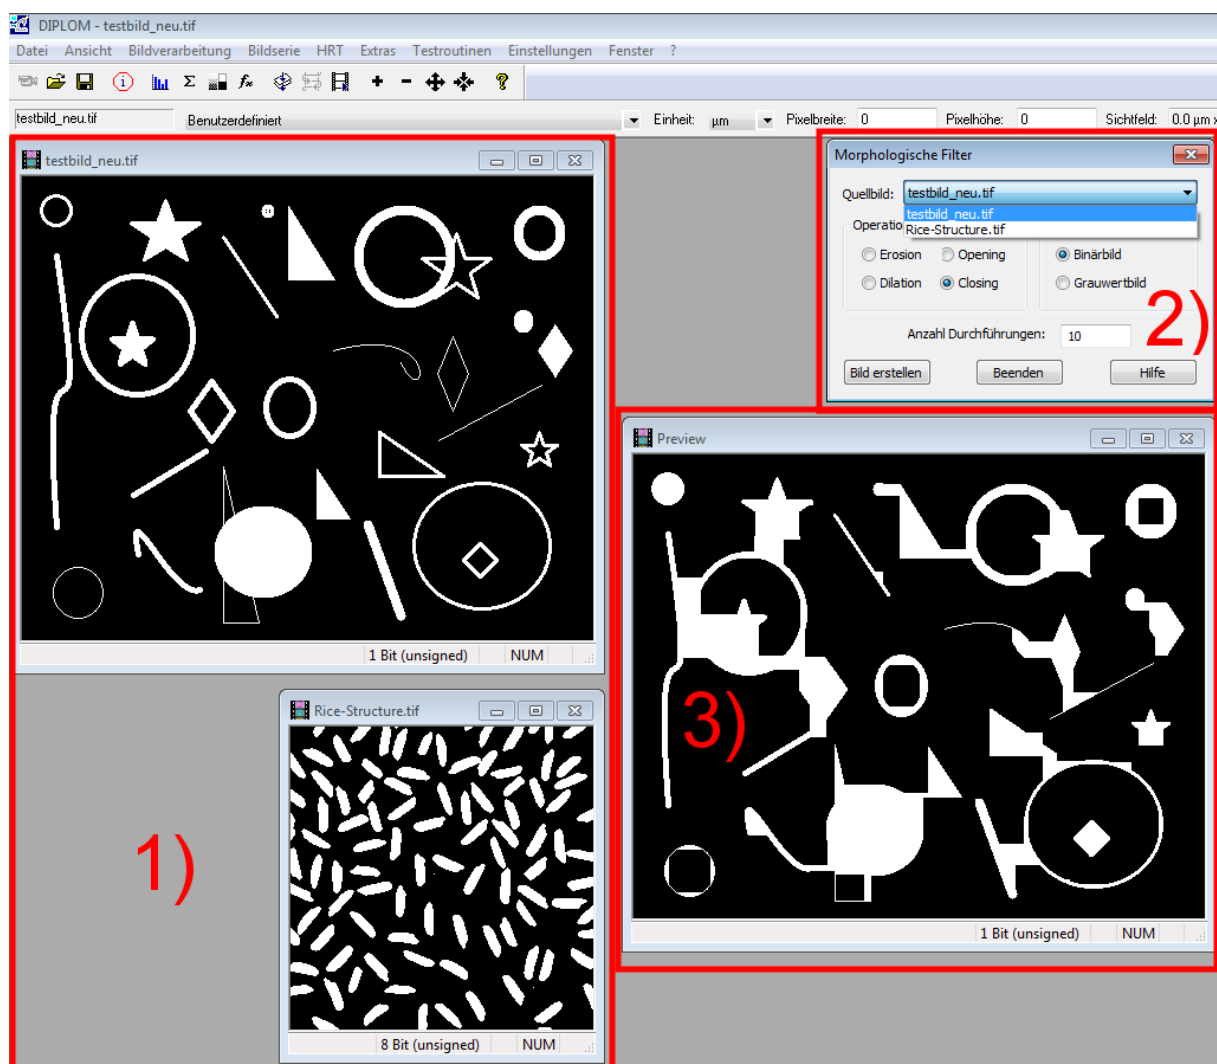 DIPLOM - testbild_neu.tif
Datei Ansicht Bildverarbeitung Bildserie HRT Extras Testroutinen Einstellungen Fenster ?
testbild_neu.tif Benutzerdefiniert Einheit: µm Pixelbreite: 0 Pixelhöhe: 0 Sichtfeld: 0.0 µm x
testbild_neu.tif
1 Bit (unsigned) NUM
Rice-Structure.tif
8 Bit (unsigned) NUM
1)
Morphologische Filter
Quellbild: testbild_neu.tif
testbild_neu.tif
Rice-Structure.tif
Operatio
Erosion Opening Binärbild
Dilation Closing Grauwertbild
Anzahl Durchführungen: 10
Bild erstellen Beenden Hilfe
2)
Preview
3)
1 Bit (unsigned) NUM